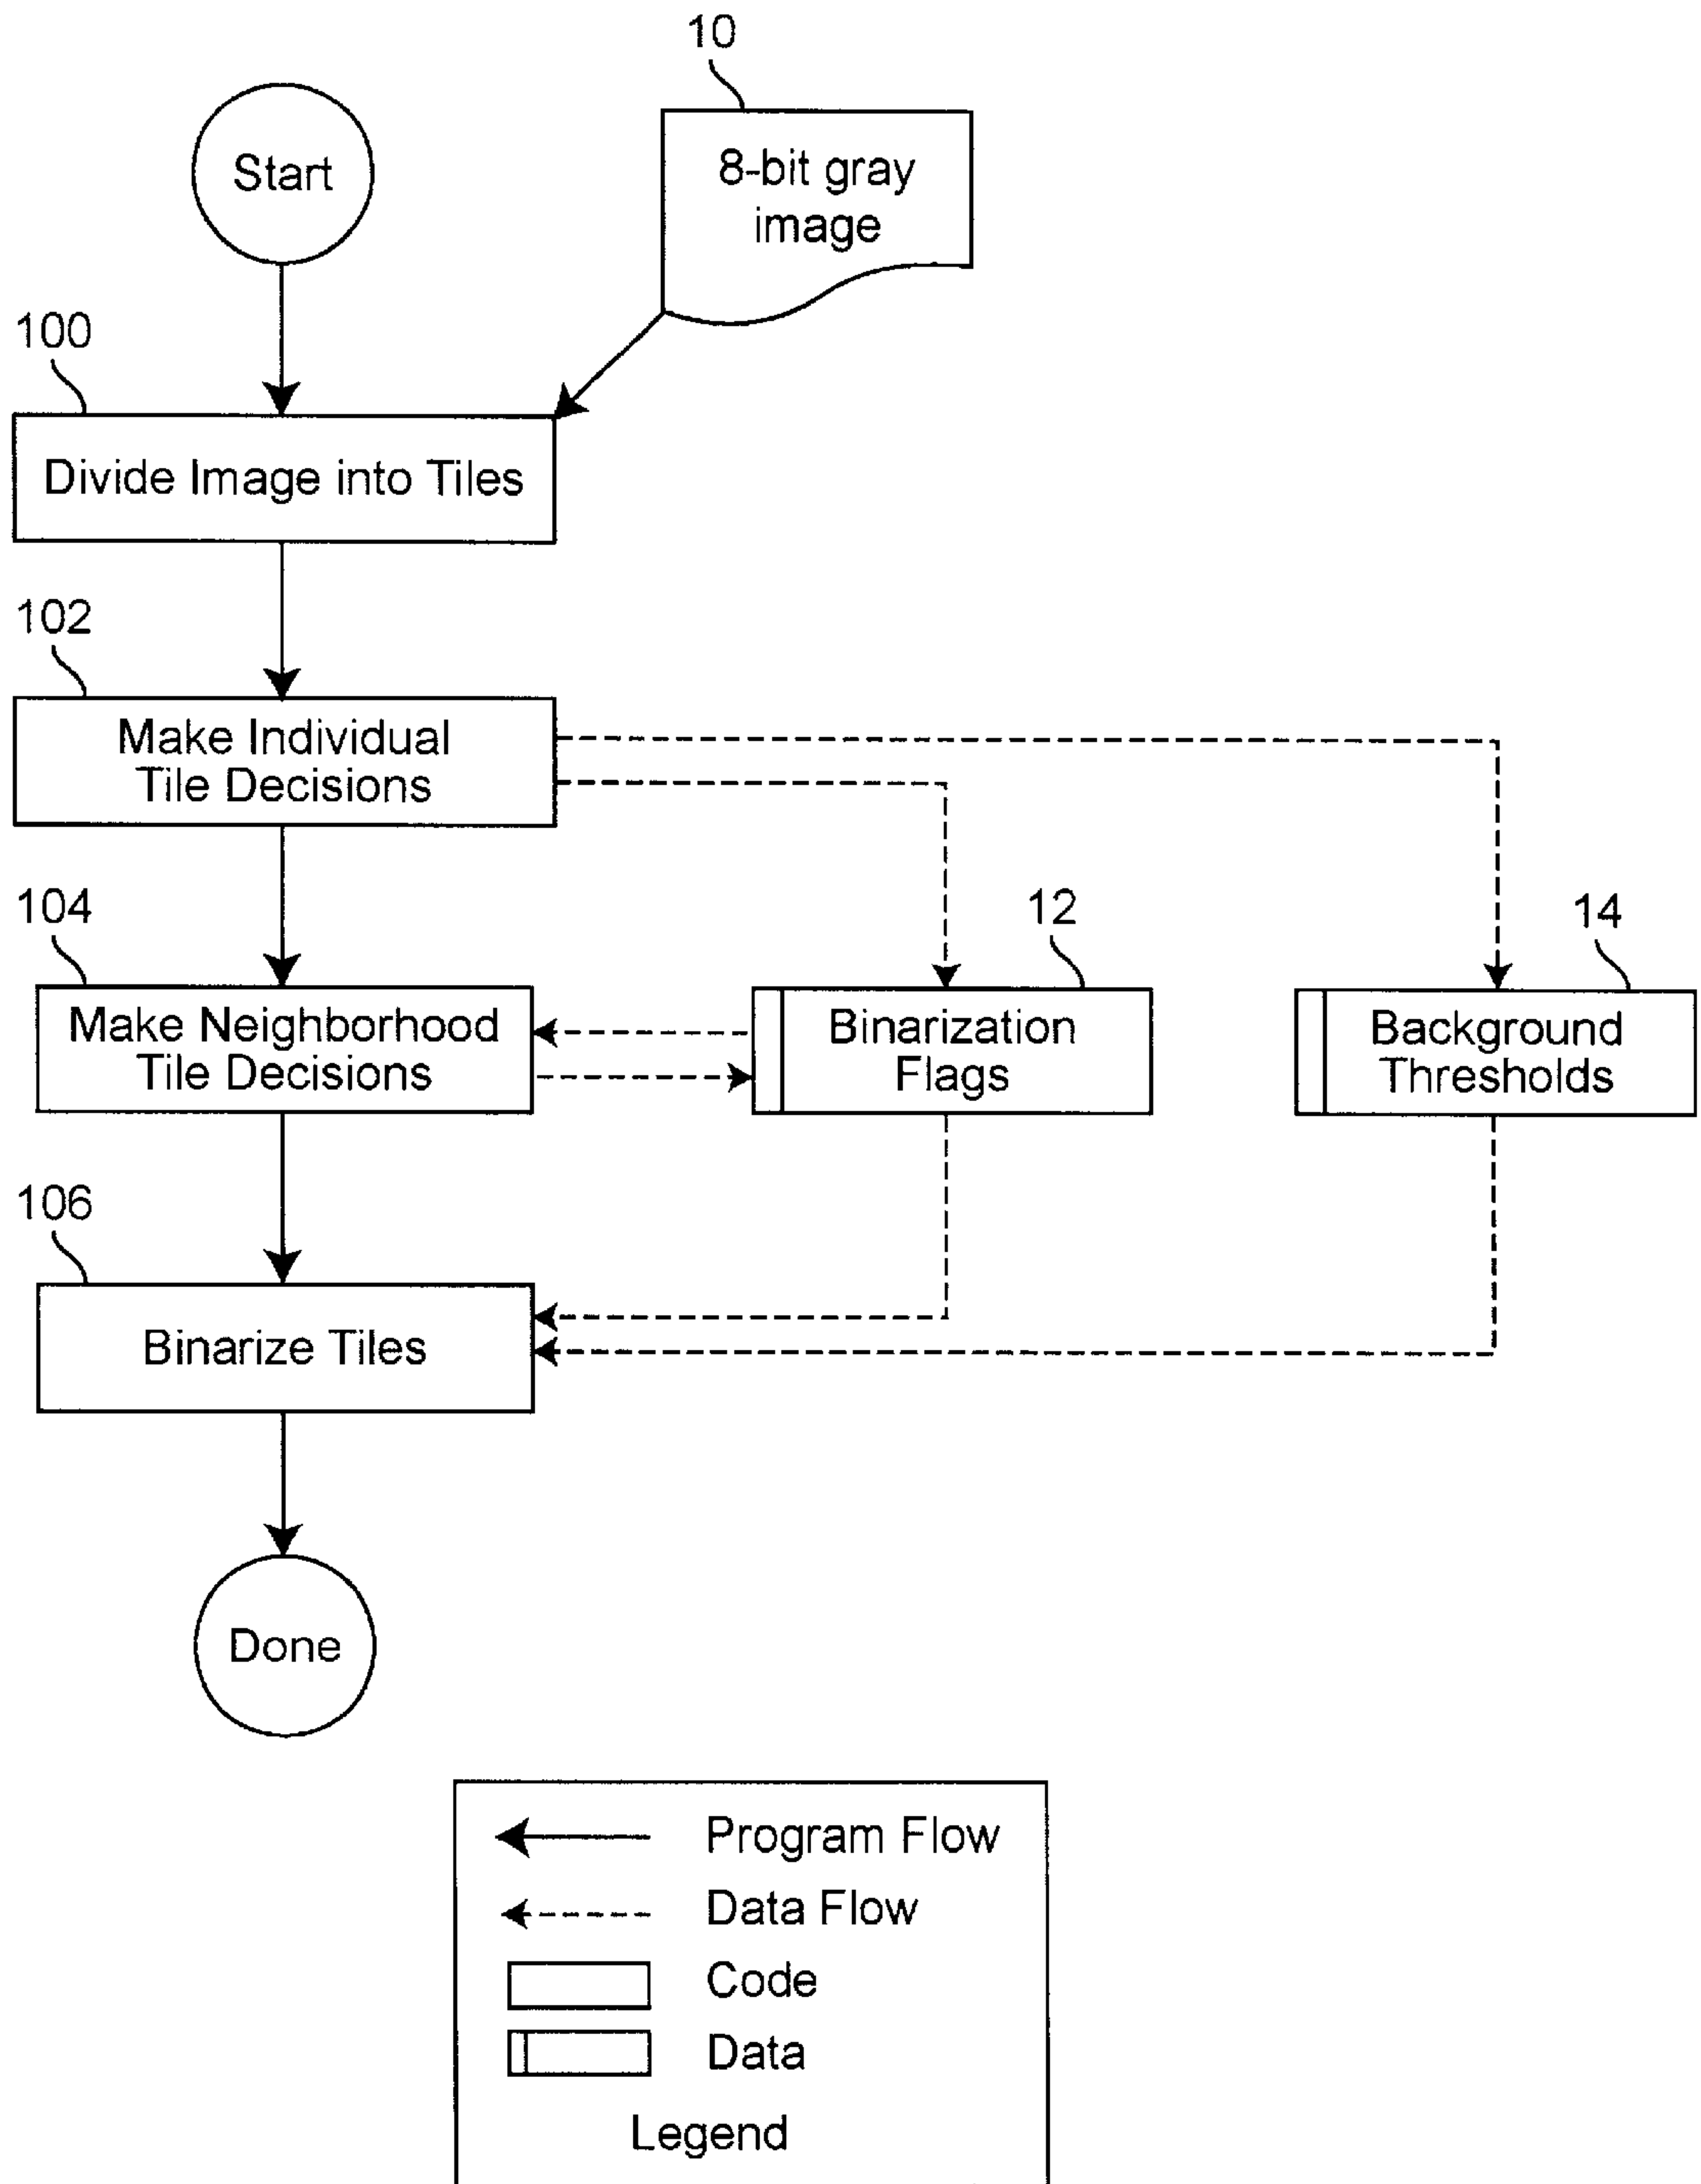 10
Start
8-bit gray
image
100
Divide Image into Tiles
102
Make Individual
Tile Decisions
104
Make Neighborhood
Tile Decisions
12
Binarization
Flags
14
Background
Thresholds
106
Binarize Tiles
Done
Program Flow
Data Flow
Code
Data
Legend